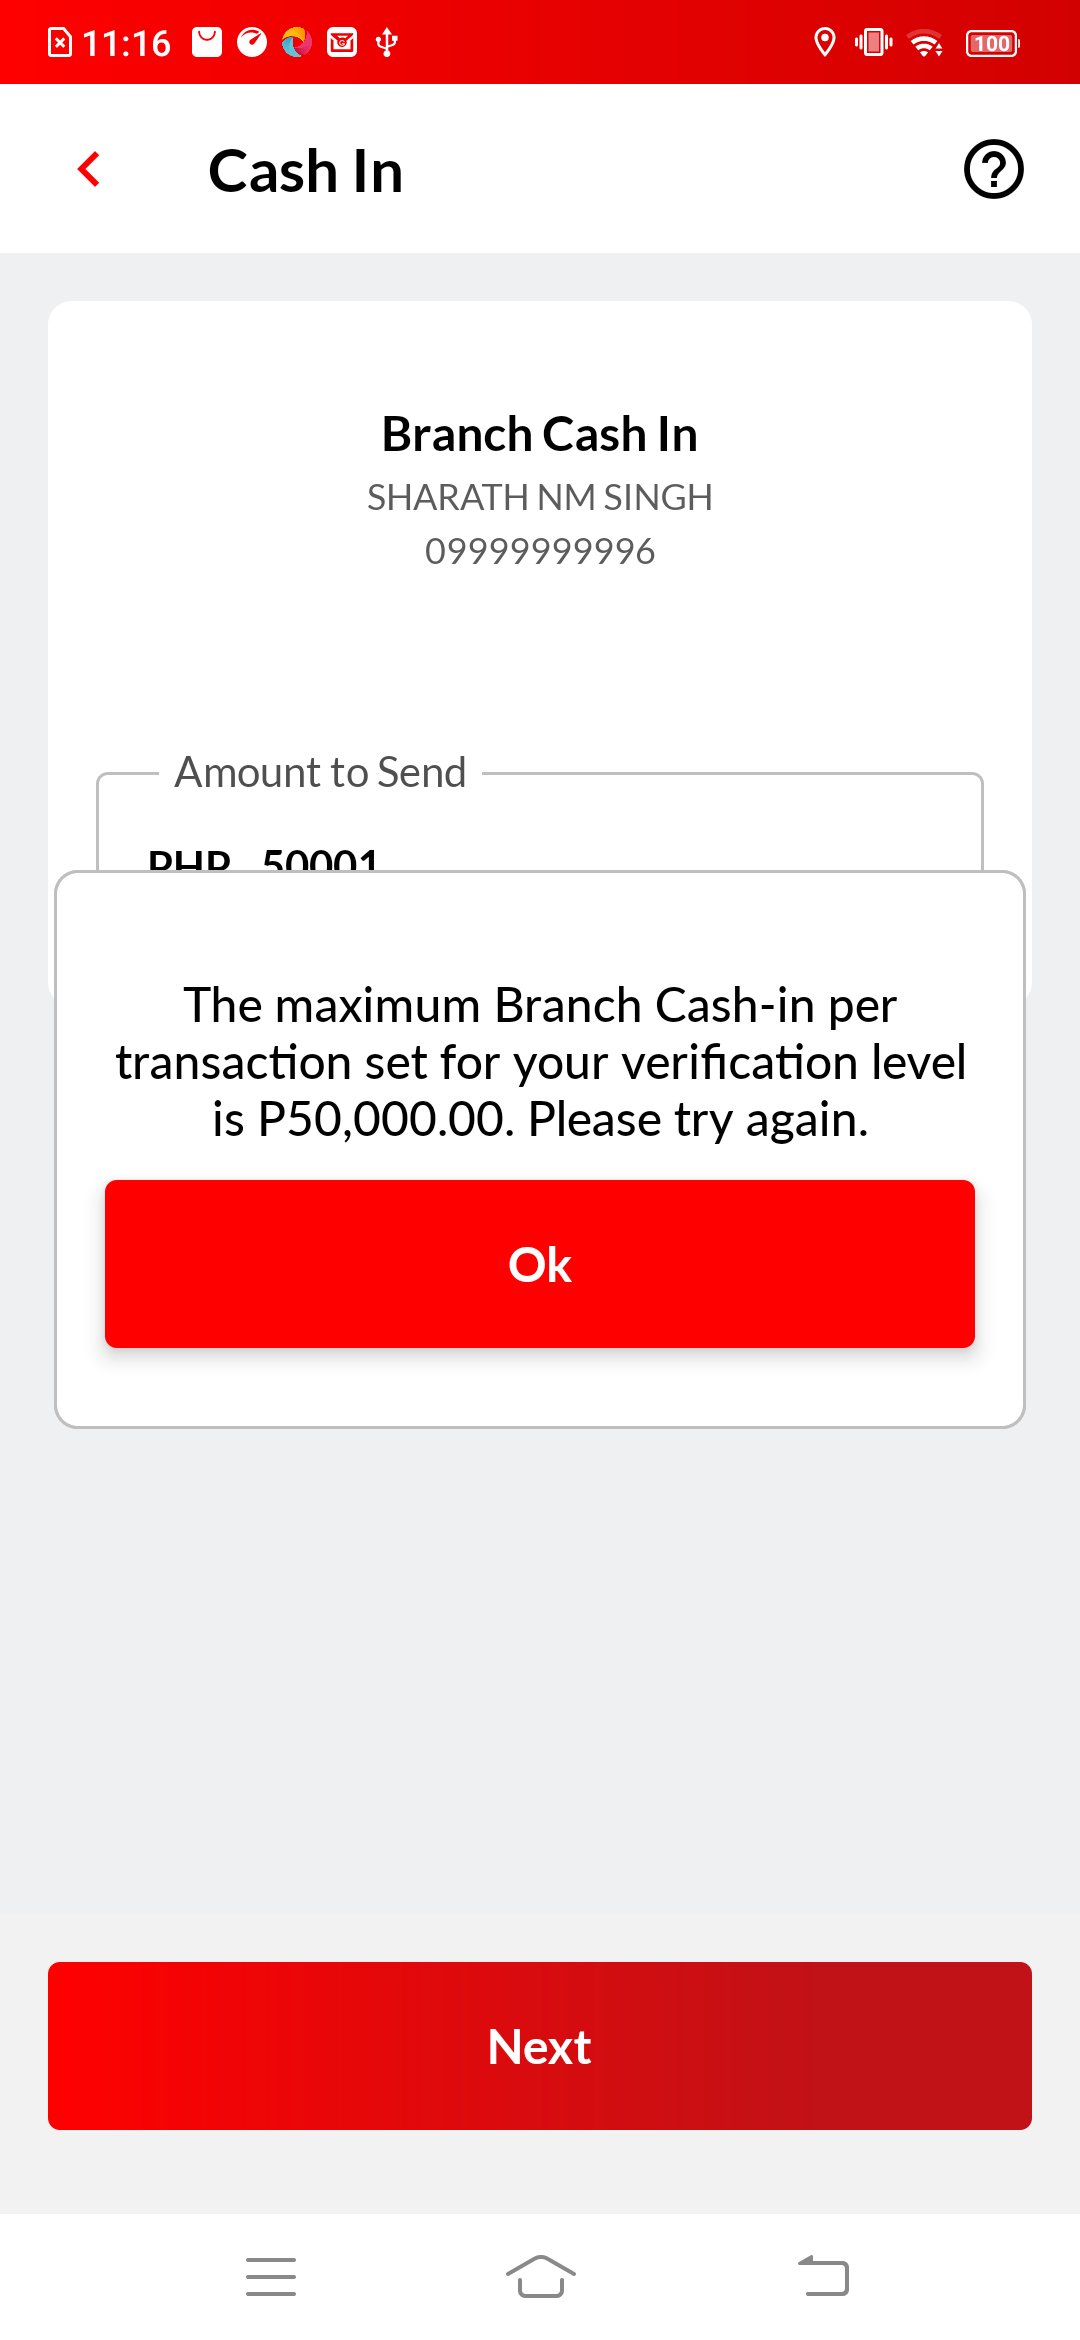 11:16
100
Cash In
Branch Cash In
SHARATH NM SINGH
09999999996
Amount to Send
PHP 50001
The maximum Branch Cash-in per
transaction set for your verification level
is P50,000.00. Please try again.
Ok
Next